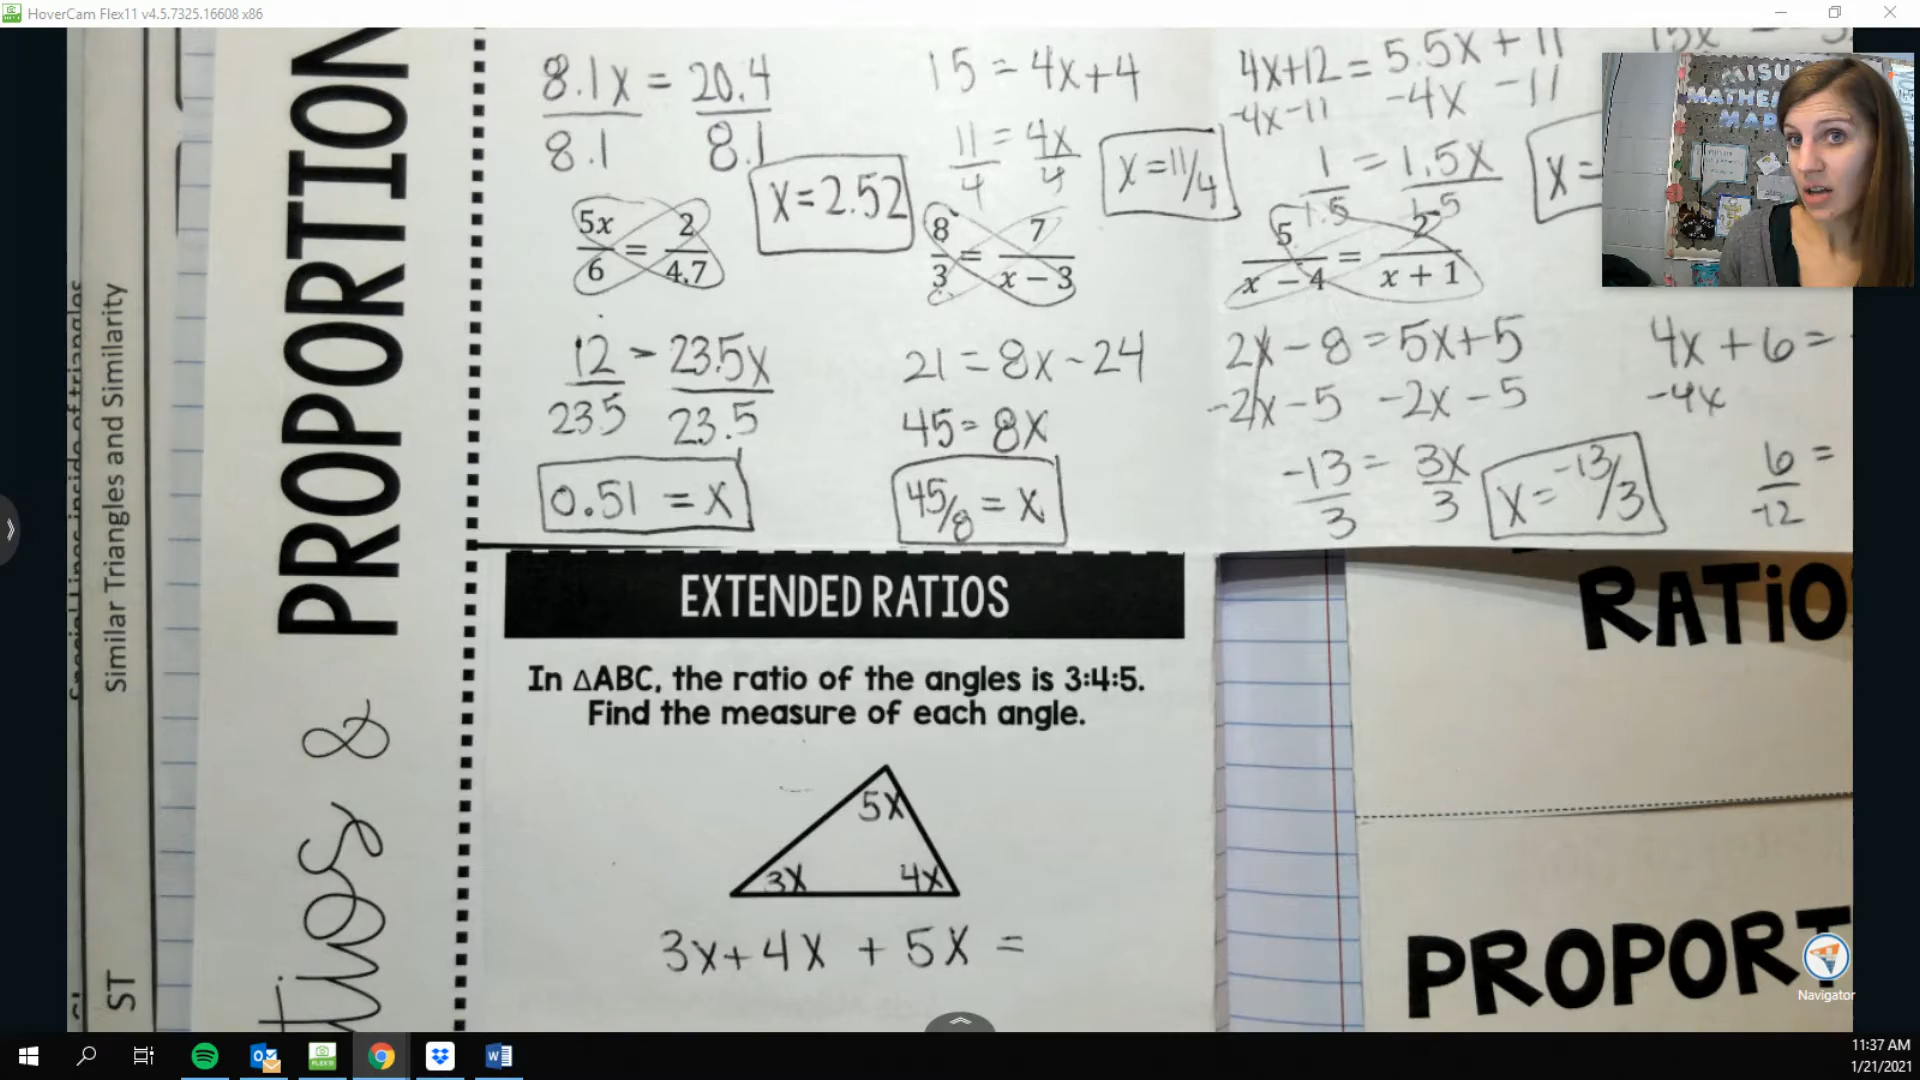 HoverCam Flex11 v4.5.7325.16608 x86
PROPORTION
&
Similar Triangles and Similarity
ST
8.1x = 20.4
8.1 8.1
x = 2.52
15 = 4x+4
11 = 4x
4 4
x = 11/4
4x+12 = 5.5x + 11
-4x-11 -4x -11
1 = 1.5x
1.5 1.5
x =
15x
5x/6 = 2/4.7
12 = 23.5x
23.5 23.5
0.51 = x
8/3 = 7/x − 3
21 = 8x - 24
45 = 8x
45/8 = x
5/x − 4 = 2/x + 1
2x - 8 = 5x+5
-2x - 5 -2x - 5
-13 = 3x
3 3
x = -13/3
4x + 6 =
-4x
6 =
-12
EXTENDED RATIOS
In △ABC, the ratio of the angles is 3:4:5.
Find the measure of each angle.
5x
3x 4x
3x+4x + 5x =
RATiO
PROPORT
MATHE
MAP
Navigator
11:37 AM
1/21/2021